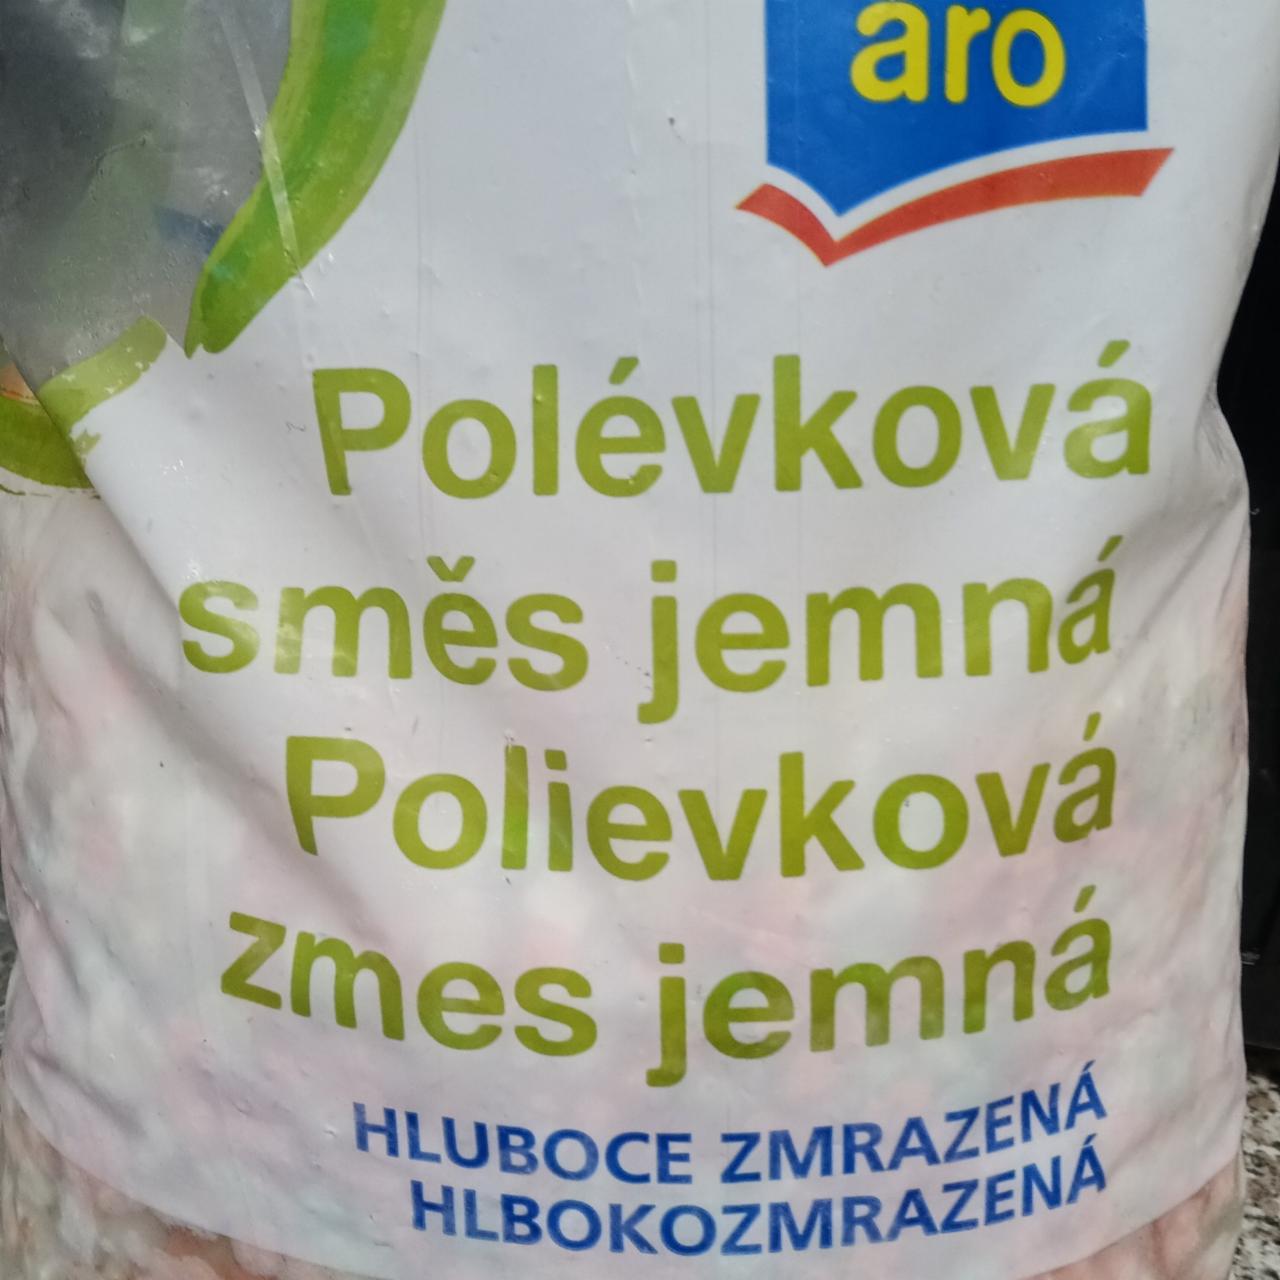 aro
Polévková
směs jemná
Polievková
zmes jemná
HLUBOCE ZMRAZENÁ
HLBOKOZMRAZENÁ